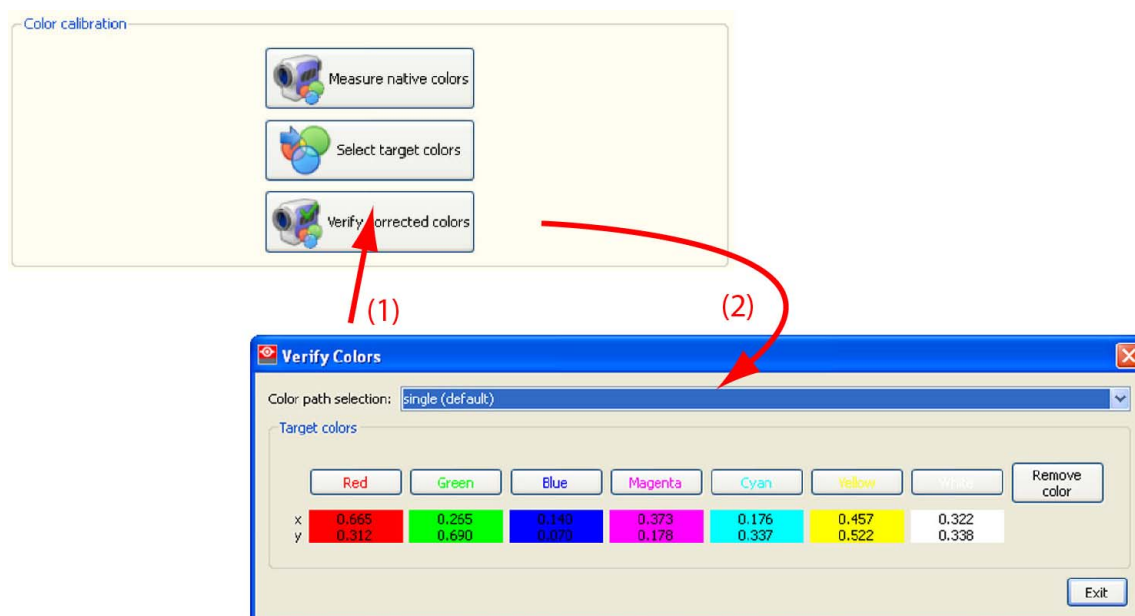 Color calibration
Measure native colors
Select target colors
Verify corrected colors
(1)
(2)
Verify Colors
Color path selection: single (default)
Target colors
Red Green Blue Magenta Cyan Yellow White Remove color
x 0.665 0.265 0.140 0.373 0.176 0.457 0.322
y 0.312 0.690 0.070 0.178 0.337 0.522 0.338
Exit